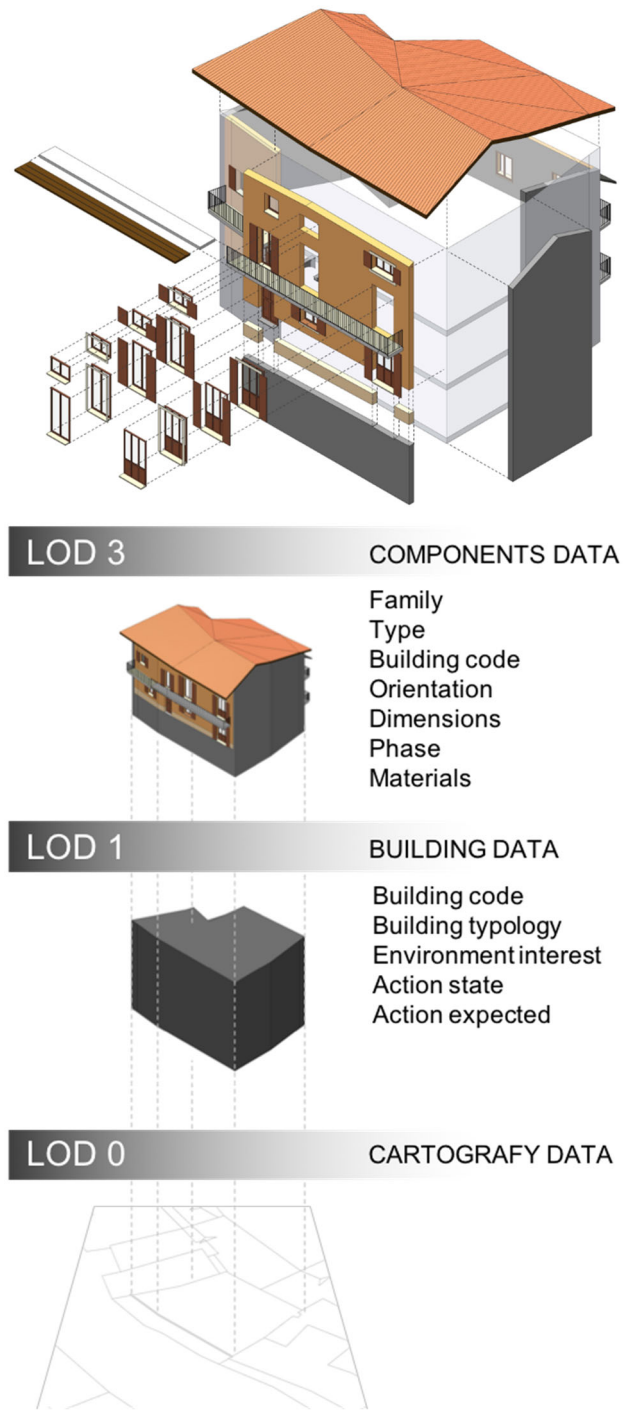 LOD 3 COMPONENTS DATA
Family
Type
Building code
Orientation
Dimensions
Phase
Materials
LOD 1 BUILDING DATA
Building code
Building typology
Environment interest
Action state
Action expected
LOD 0 CARTOGRAFY DATA